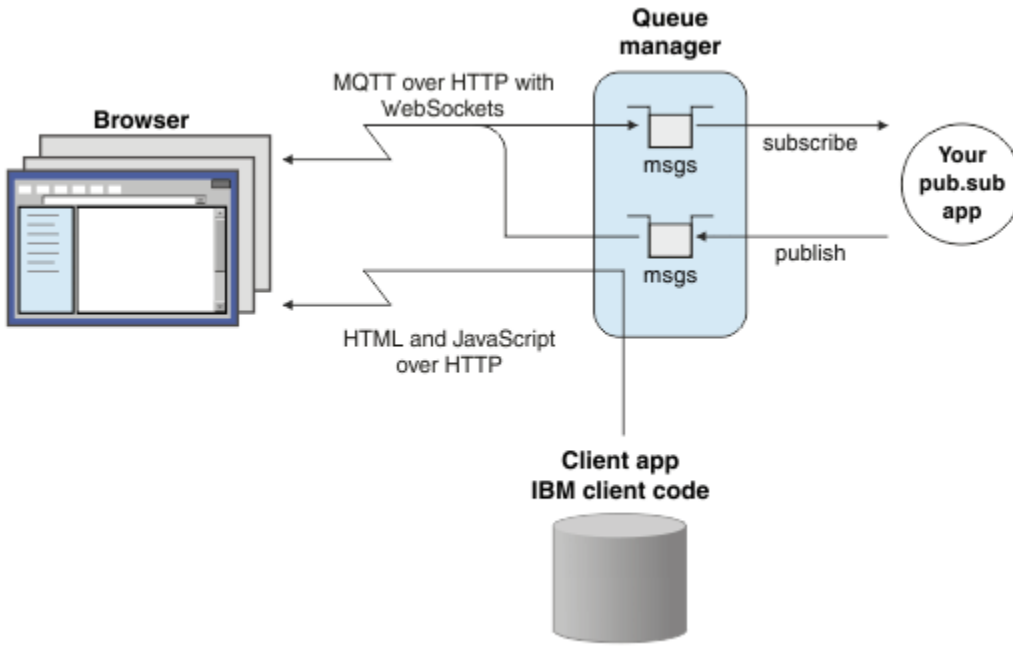 Queue
manager
MQTT over HTTP with
WebSockets
Browser
msgs
subscribe
Your
pub.sub
app
msgs
publish
HTML and JavaScript
over HTTP
Client app
IBM client code